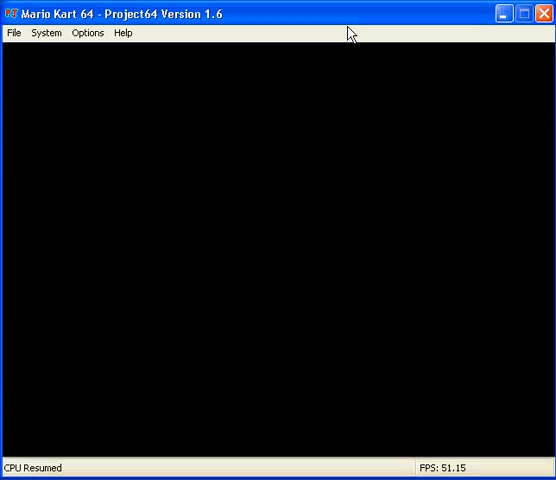 Mario Kart 64 - Project64 Version 1.6
File System Options Help
CPU Resumed FPS: 51.15